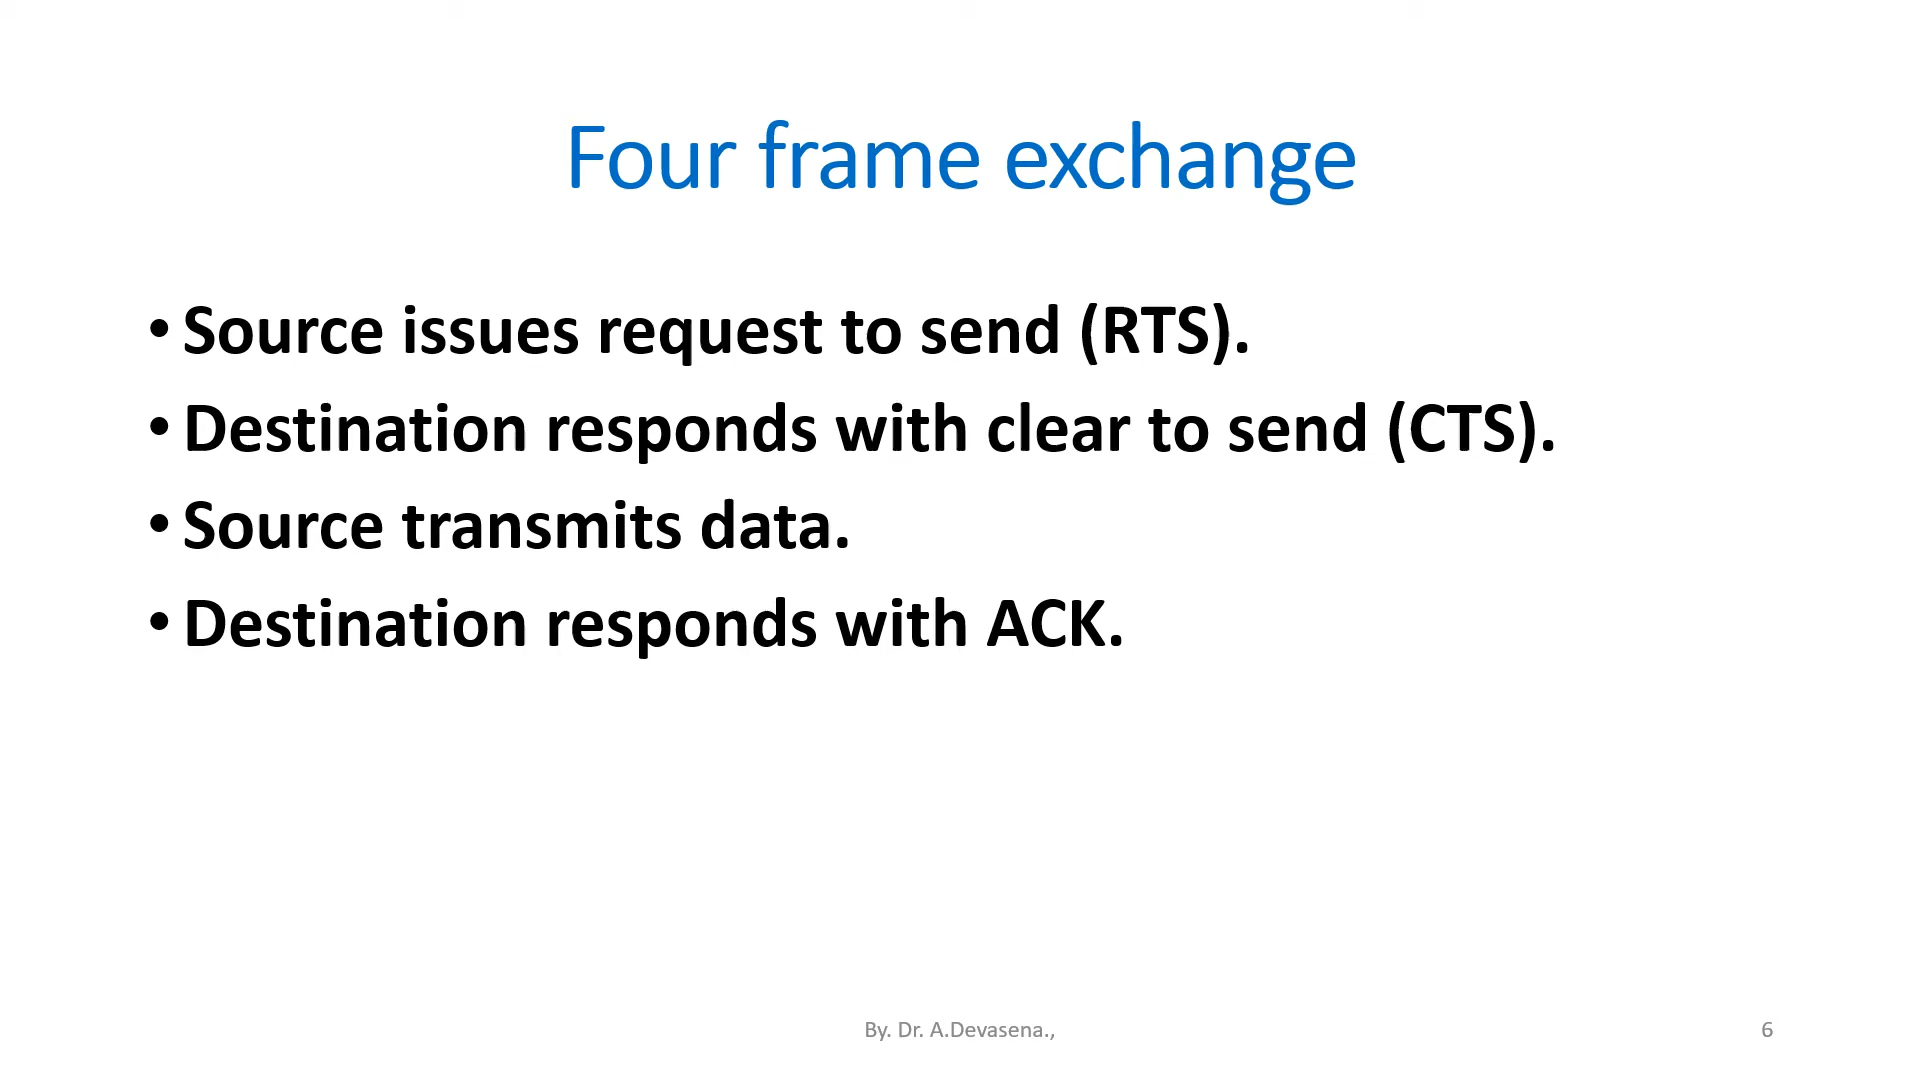 Four frame exchange
• Source issues request to send (RTS).
• Destination responds with clear to send (CTS).
• Source transmits data.
• Destination responds with ACK.
By. Dr. A.Devasena.,
6